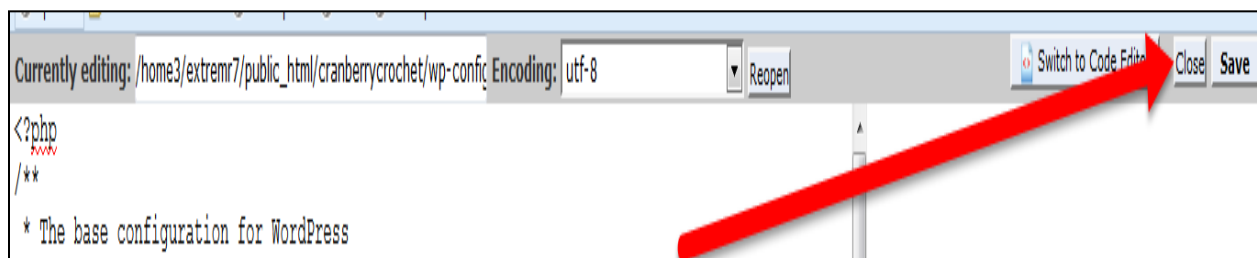 Currently editing: /home3/extremr7/public_html/cranberrycrochet/wp-config Encoding: utf-8 Reopen Switch to Code Edito Close Save
<?php
/**
* The base configuration for WordPress